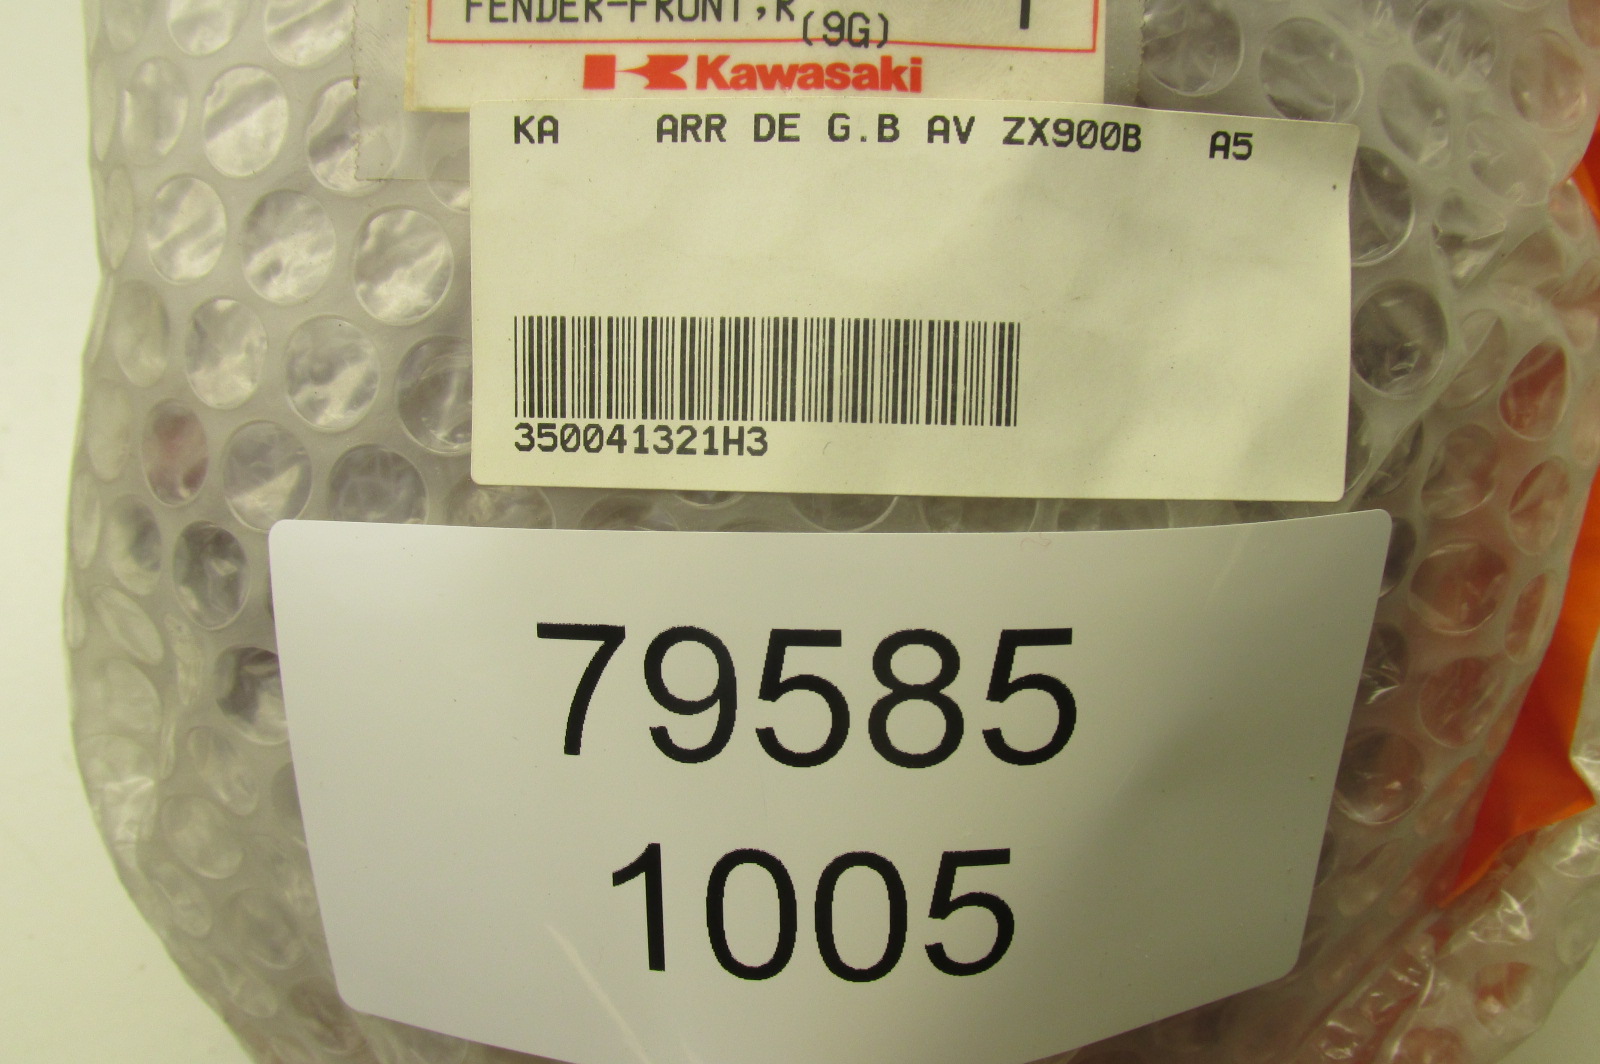 FENDER-FRONT,R
(9G)
Kawasaki
KA ARR DE G.B AV ZX900B A5
350041321H3
79585
1005